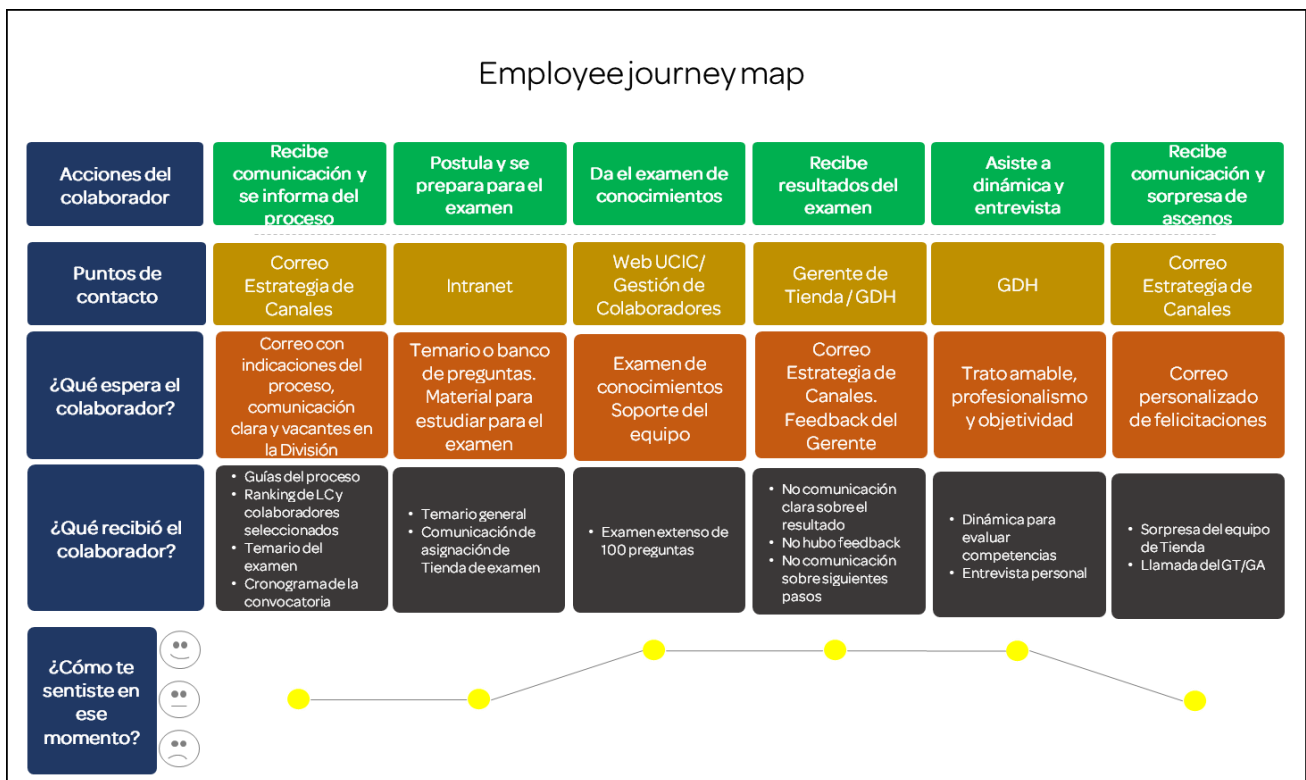 Employee journey map
Acciones del
colaborador
Recibe
comunicación y
se informa del
proceso
Postula y se
prepara para el
examen
Da el examen de
conocimientos
Recibe
resultados del
examen
Asiste a
dinámica y
entrevista
Recibe
comunicación y
sorpresa de
ascenos
Puntos de
contacto
Correo
Estrategia de
Canales
Intranet
Web UCIC/
Gestión de
Colaboradores
Gerente de
Tienda / GDH
GDH
Correo
Estrategia de
Canales
¿Qué espera el
colaborador?
Correo con
indicaciones del
proceso,
comunicación
clara y vacantes en
la División
Temario o banco
de preguntas.
Material para
estudiar para el
examen
Examen de
conocimientos
Soporte del
equipo
Correo
Estrategia de
Canales.
Feedback del
Gerente
Trato amable,
profesionalismo
y objetividad
Correo
personalizado
de felicitaciones
¿Qué recibió el
colaborador?
• Guías del proceso
• Ranking de LC y
colaboradores
seleccionados
• Temario del
examen
• Cronograma de la
convocatoria
• Temario general
• Comunicación de
asignación de
Tienda de examen
• Examen extenso de
100 preguntas
• No comunicación
clara sobre el
resultado
• No hubo feedback
• No comunicación
sobre siguientes
pasos
• Dinámica para
evaluar
competencias
• Entrevista personal
• Sorpresa del equipo
de Tienda
• Llamada del GT/GA
¿Cómo te
sentiste en
ese
momento?